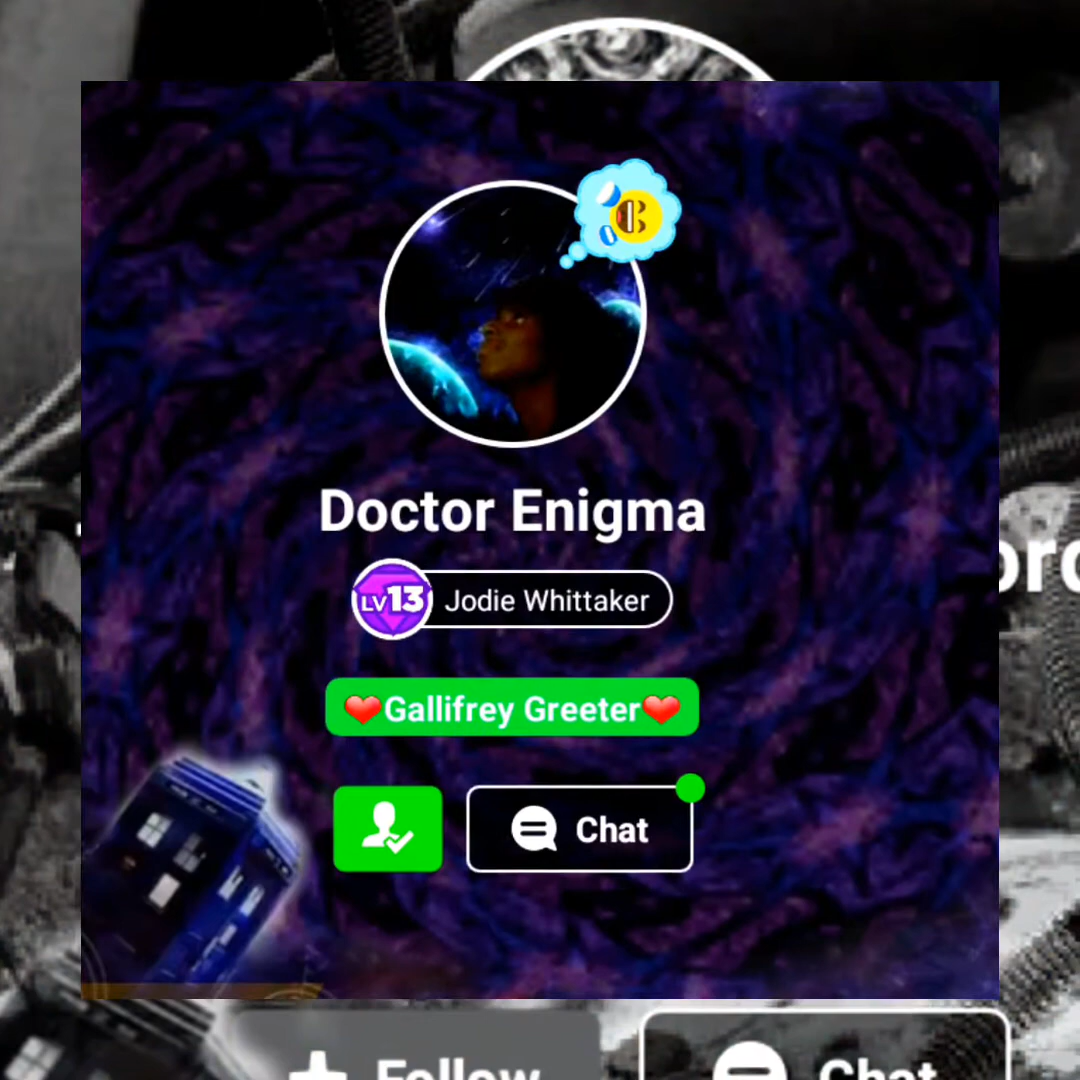 Doctor Enigma
LV13 Jodie Whittaker
❤Gallifrey Greeter❤
Chat
Follow
Chat